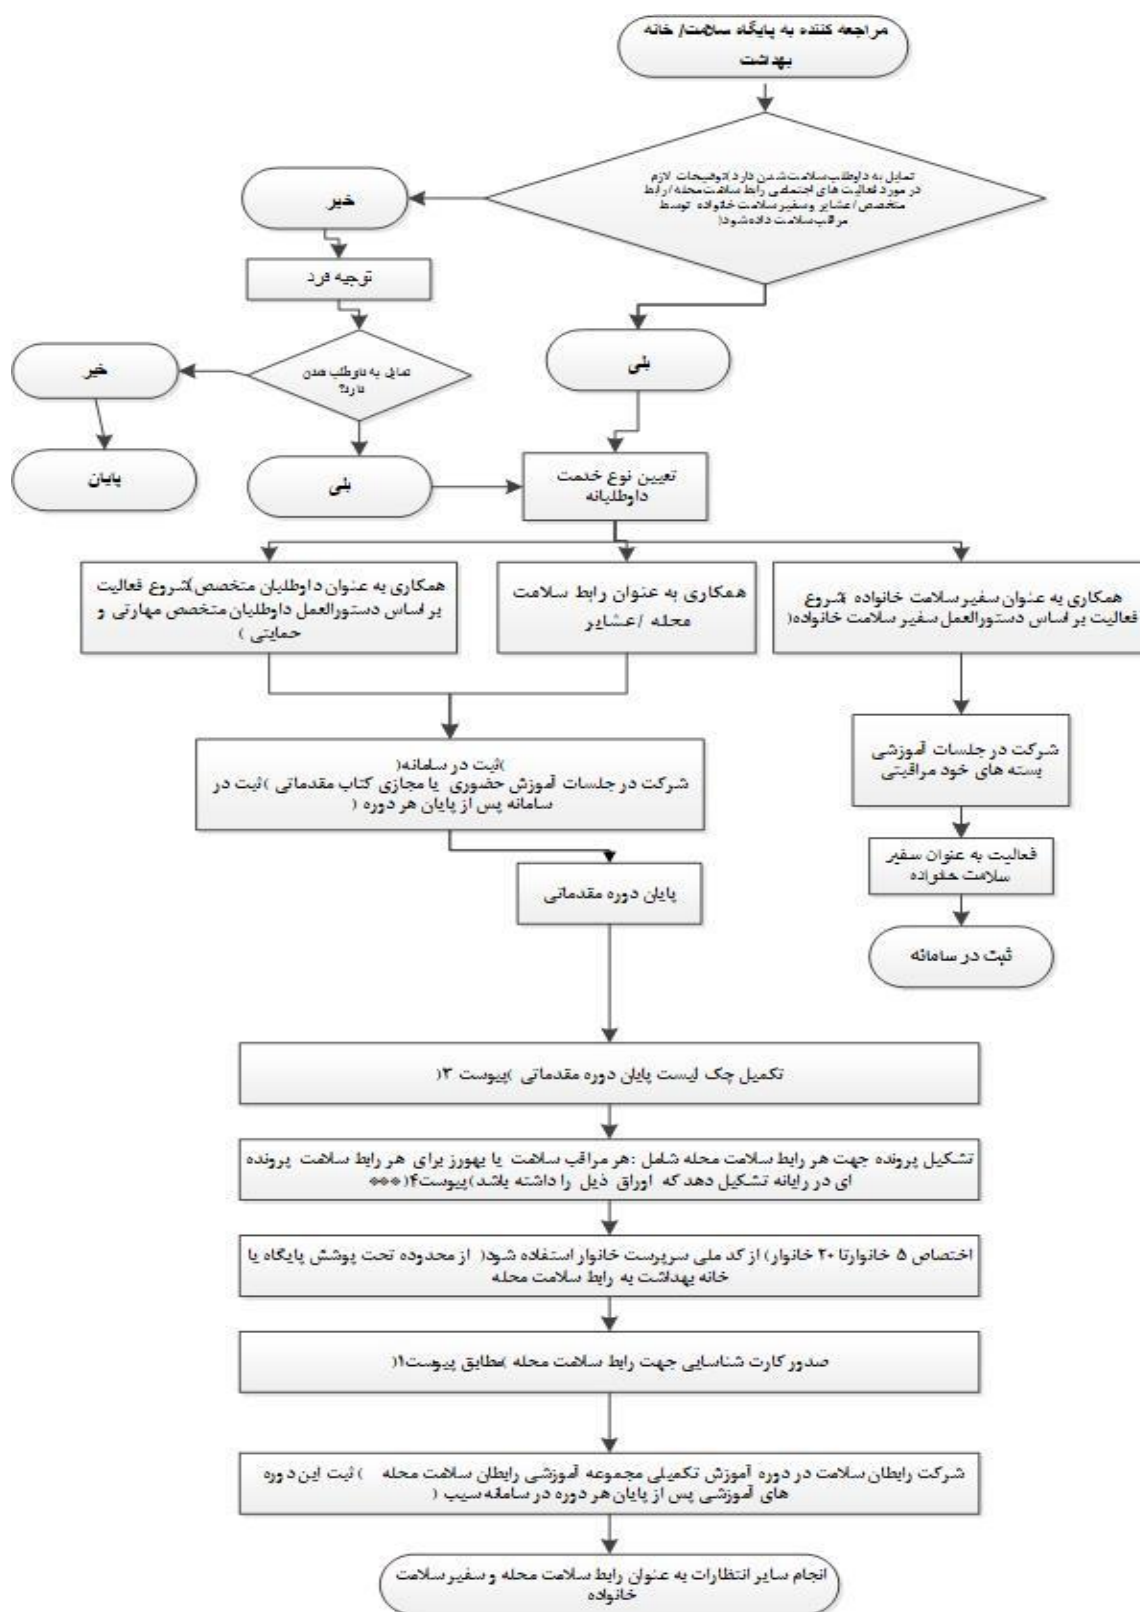 مراجعه کننده به پایگاه سلامت/ خانه
بهداشت
تمایل به داوطلب سلامت شدن دارد)توضیحات لازم
در مورد فعالیت های اجتماعی رابط سلامت محله/رابط
متخصص/عشایر و سفیر سلامت خانواده توسط
مراقب سلامت داده شود(
خیر
توجیه فرد
تمایل به داوطلب شدن
دارد؟
خیر
پایان
بلی
بلی
تعیین نوع خدمت
داوطلبانه
همکاری به عنوان داوطلبان متخصص)شروع فعالیت
بر اساس دستورالعمل داوطلبان متخصص مهارتی و
حمایتی )
همکاری به عنوان رابط سلامت
محله /عشایر
همکاری به عنوان سفیر سلامت خانواده )شروع
فعالیت بر اساس دستورالعمل سفیر سلامت خانواده(
شرکت در جلسات آموزشی
بسته های خود مراقبتی
فعالیت به عنوان سفیر
سلامت خانواده
ثبت در سامانه
)ثبت در سامانه(
شرکت در جلسات آموزش حضوری یا مجازی کتاب مقدماتی )ثبت در
سامانه پس از پایان هر دوره (
پایان دوره مقدماتی
تکمیل چک لیست پایان دوره مقدماتی )پیوست ۳(
تشکیل پرونده جهت هر رابط سلامت محله شامل :هر مراقب سلامت یا بهورز برای هر رابط سلامت پرونده
ای در رایانه تشکیل دهد که اوراق ذیل را داشته باشد)پیوست۴(***
اختصاص ۵ خانوارتا ۲۰ خانوار) از کد ملی سرپرست خانوار استفاده شود( از محدوده تحت پوشش پایگاه یا
خانه بهداشت به رابط سلامت محله
صدور کارت شناسایی جهت رابط سلامت محله )مطابق پیوست۱(
شرکت رابطان سلامت در دوره آموزش تکمیلی مجموعه آموزشی رابطان سلامت محله ) ثبت این دوره
های آموزشی پس از پایان هر دوره در سامانه سیب (
انجام سایر انتظارات به عنوان رابط سلامت محله و سفیر سلامت
خانواده